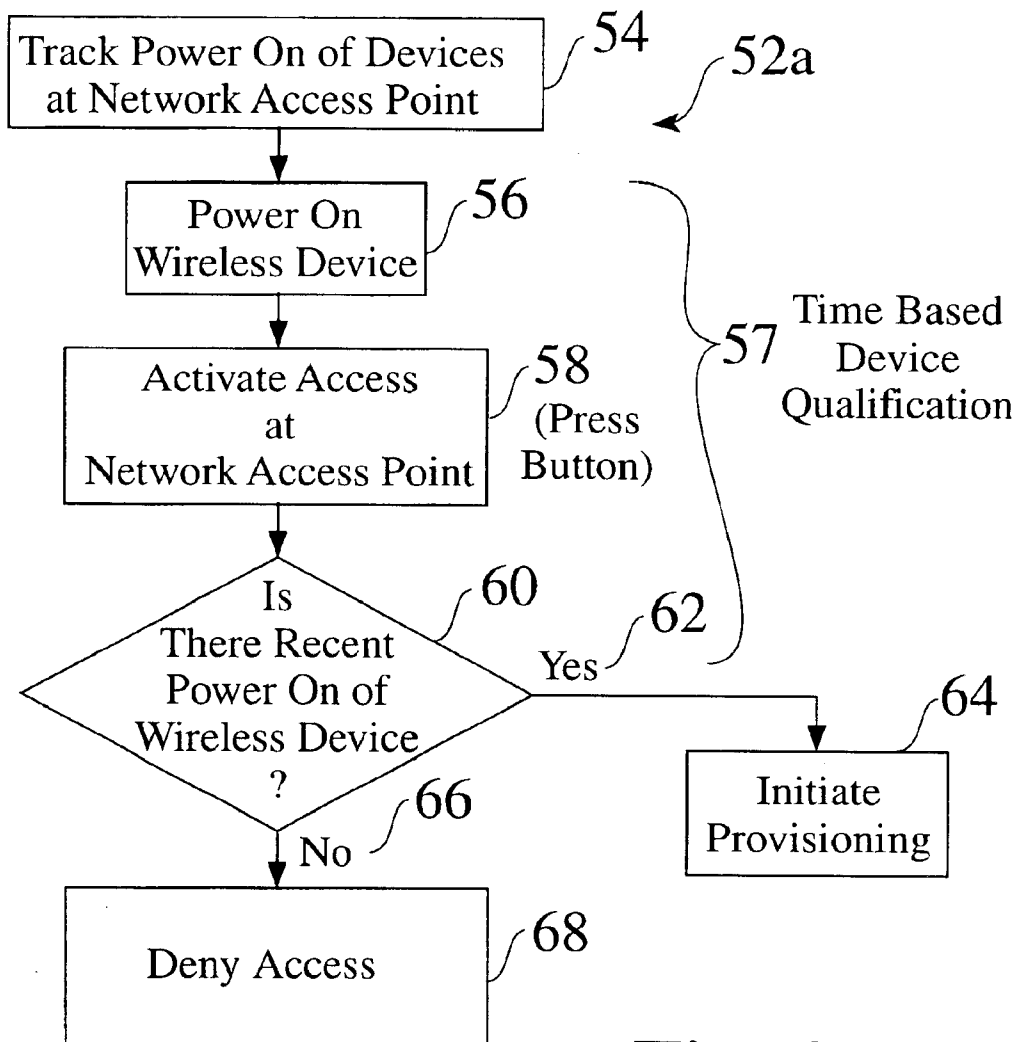 Track Power On of Devices
at Network Access Point
54
52a
Power On
Wireless Device
56
57
Time Based
Device
Qualification
Activate Access
at
Network Access Point
58
(Press
Button)
Is
There Recent
Power On of
Wireless Device
?
60
Yes
62
64
Initiate
Provisioning
No
66
Deny Access
68